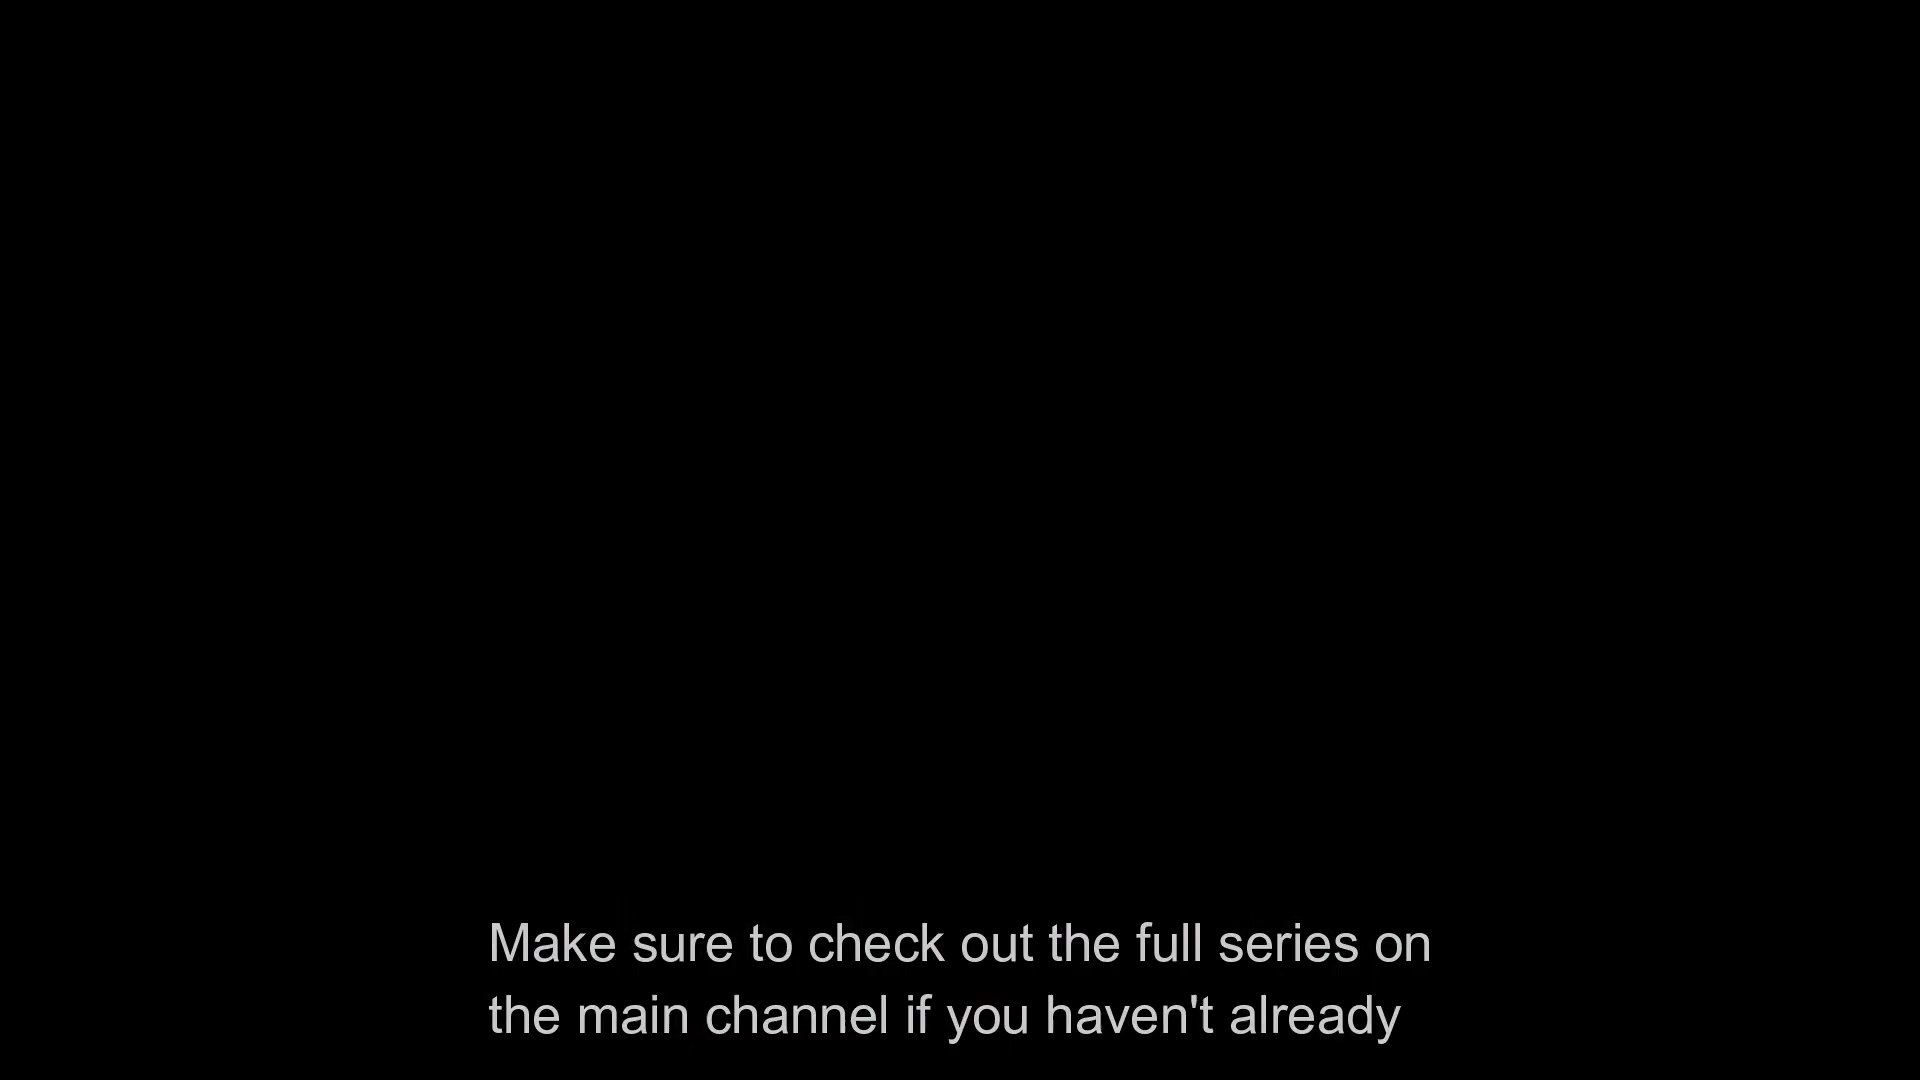 Make sure to check out the full series on
the main channel if you haven't already